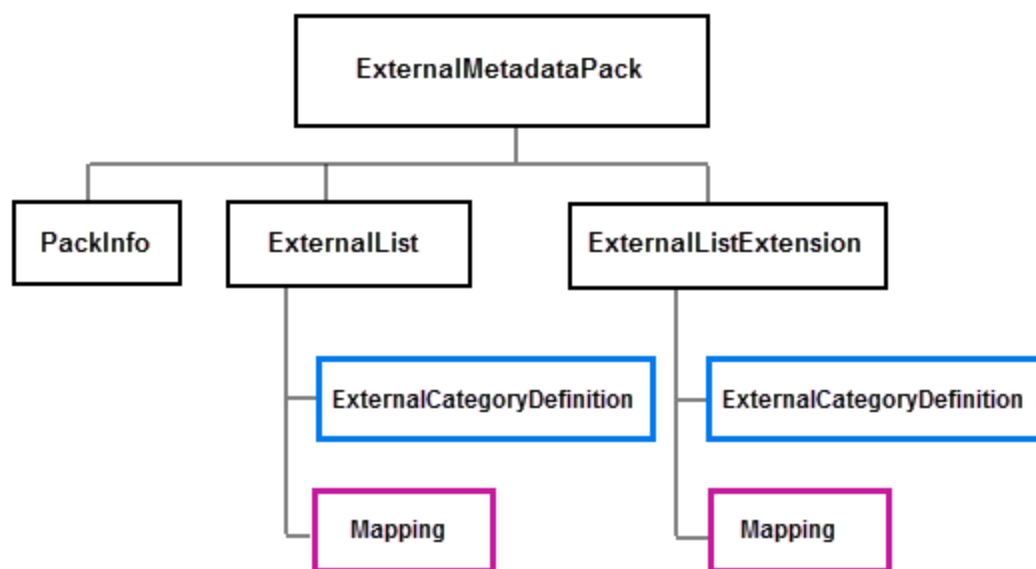 ExternalMetadataPack
PackInfo
ExternalList
ExternalListExtension
ExternalCategoryDefinition
ExternalCategoryDefinition
Mapping
Mapping